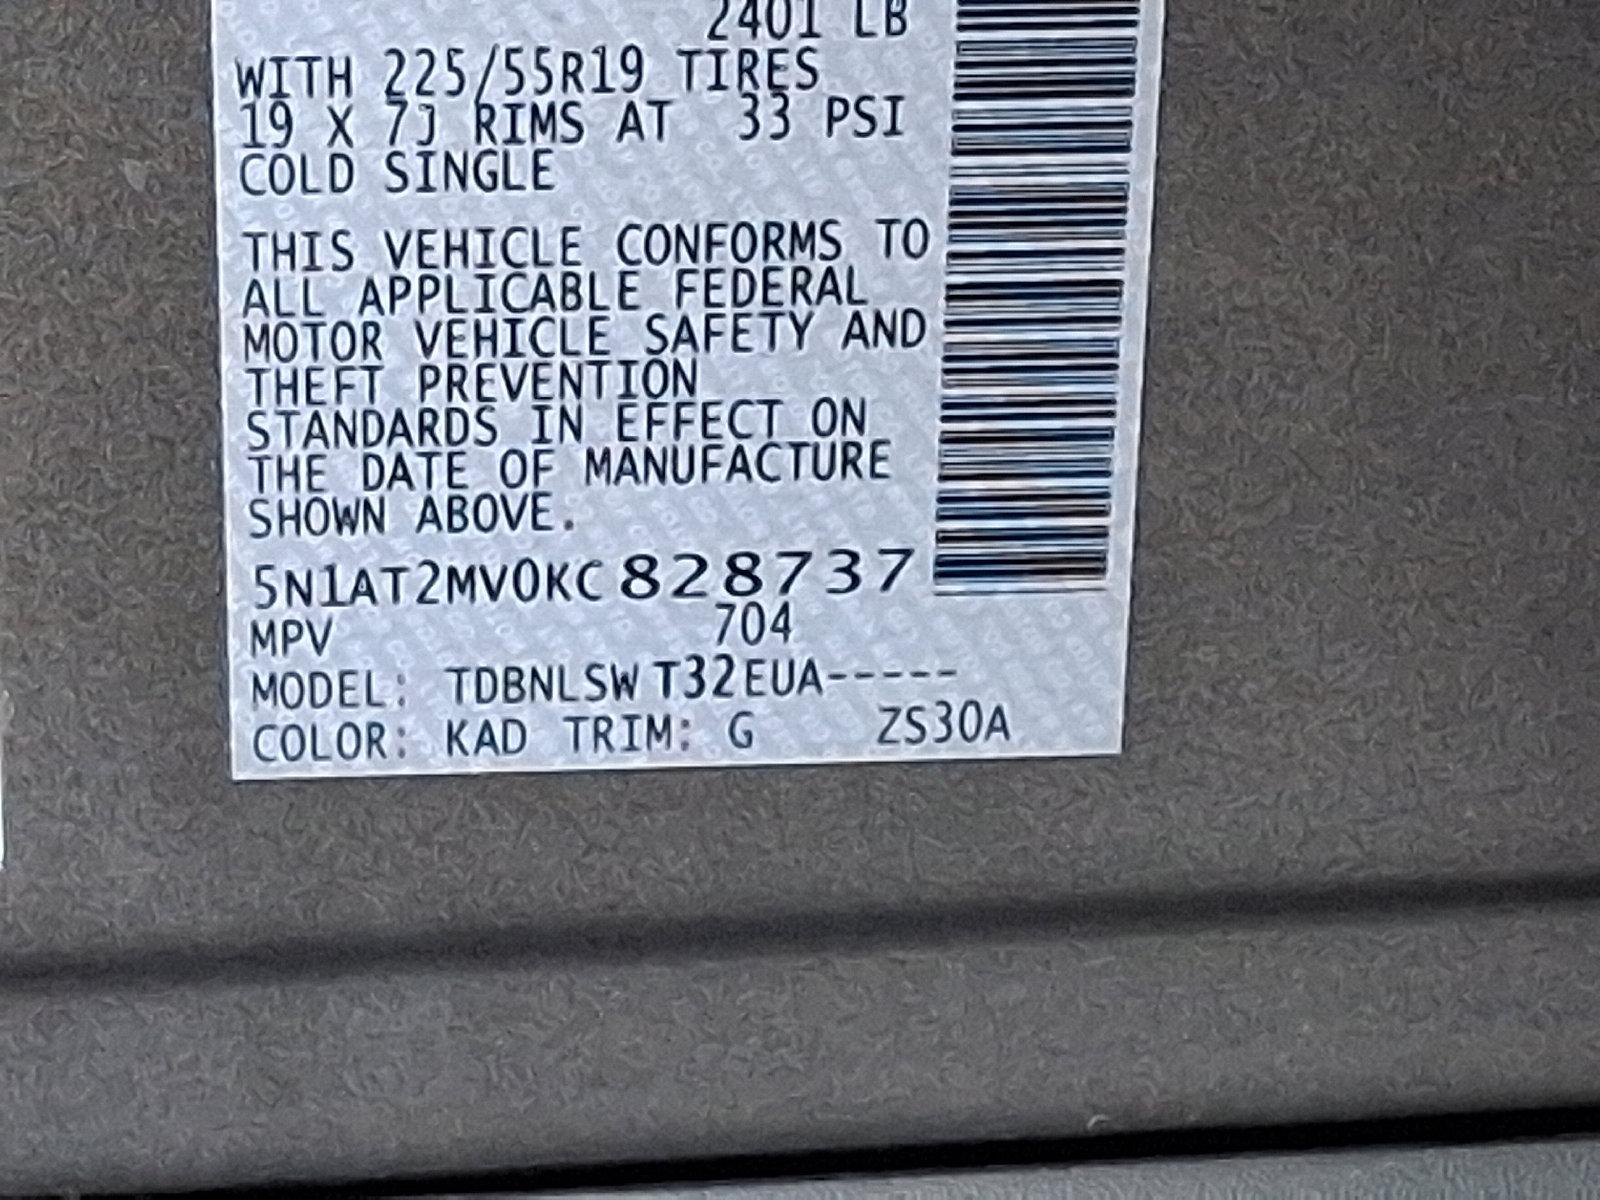 2401 LB
WITH 225/55R19 TIRES
19 X 7J RIMS AT 33 PSI
COLD SINGLE
THIS VEHICLE CONFORMS TO
ALL APPLICABLE FEDERAL
MOTOR VEHICLE SAFETY AND
THEFT PREVENTION
STANDARDS IN EFFECT ON
THE DATE OF MANUFACTURE
SHOWN ABOVE.
5N1AT2MV0KC828737
MPV 704
MODEL: TDBNLSW T32EUA-----
COLOR: KAD TRIM: G ZS30A